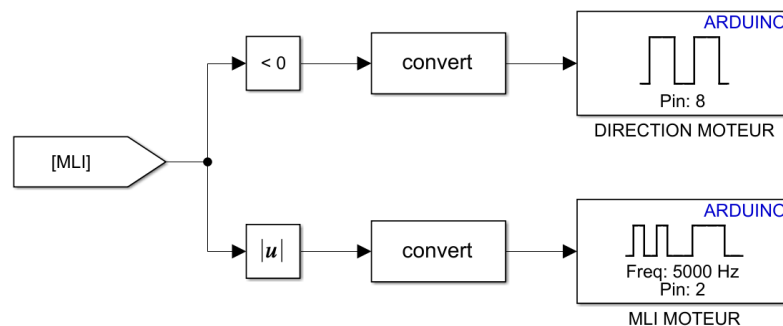 ARDUINO
< 0
convert
Pin: 8
DIRECTION MOTEUR
[MLI]
ARDUINO
|u|
convert
Freq: 5000 Hz
Pin: 2
MLI MOTEUR